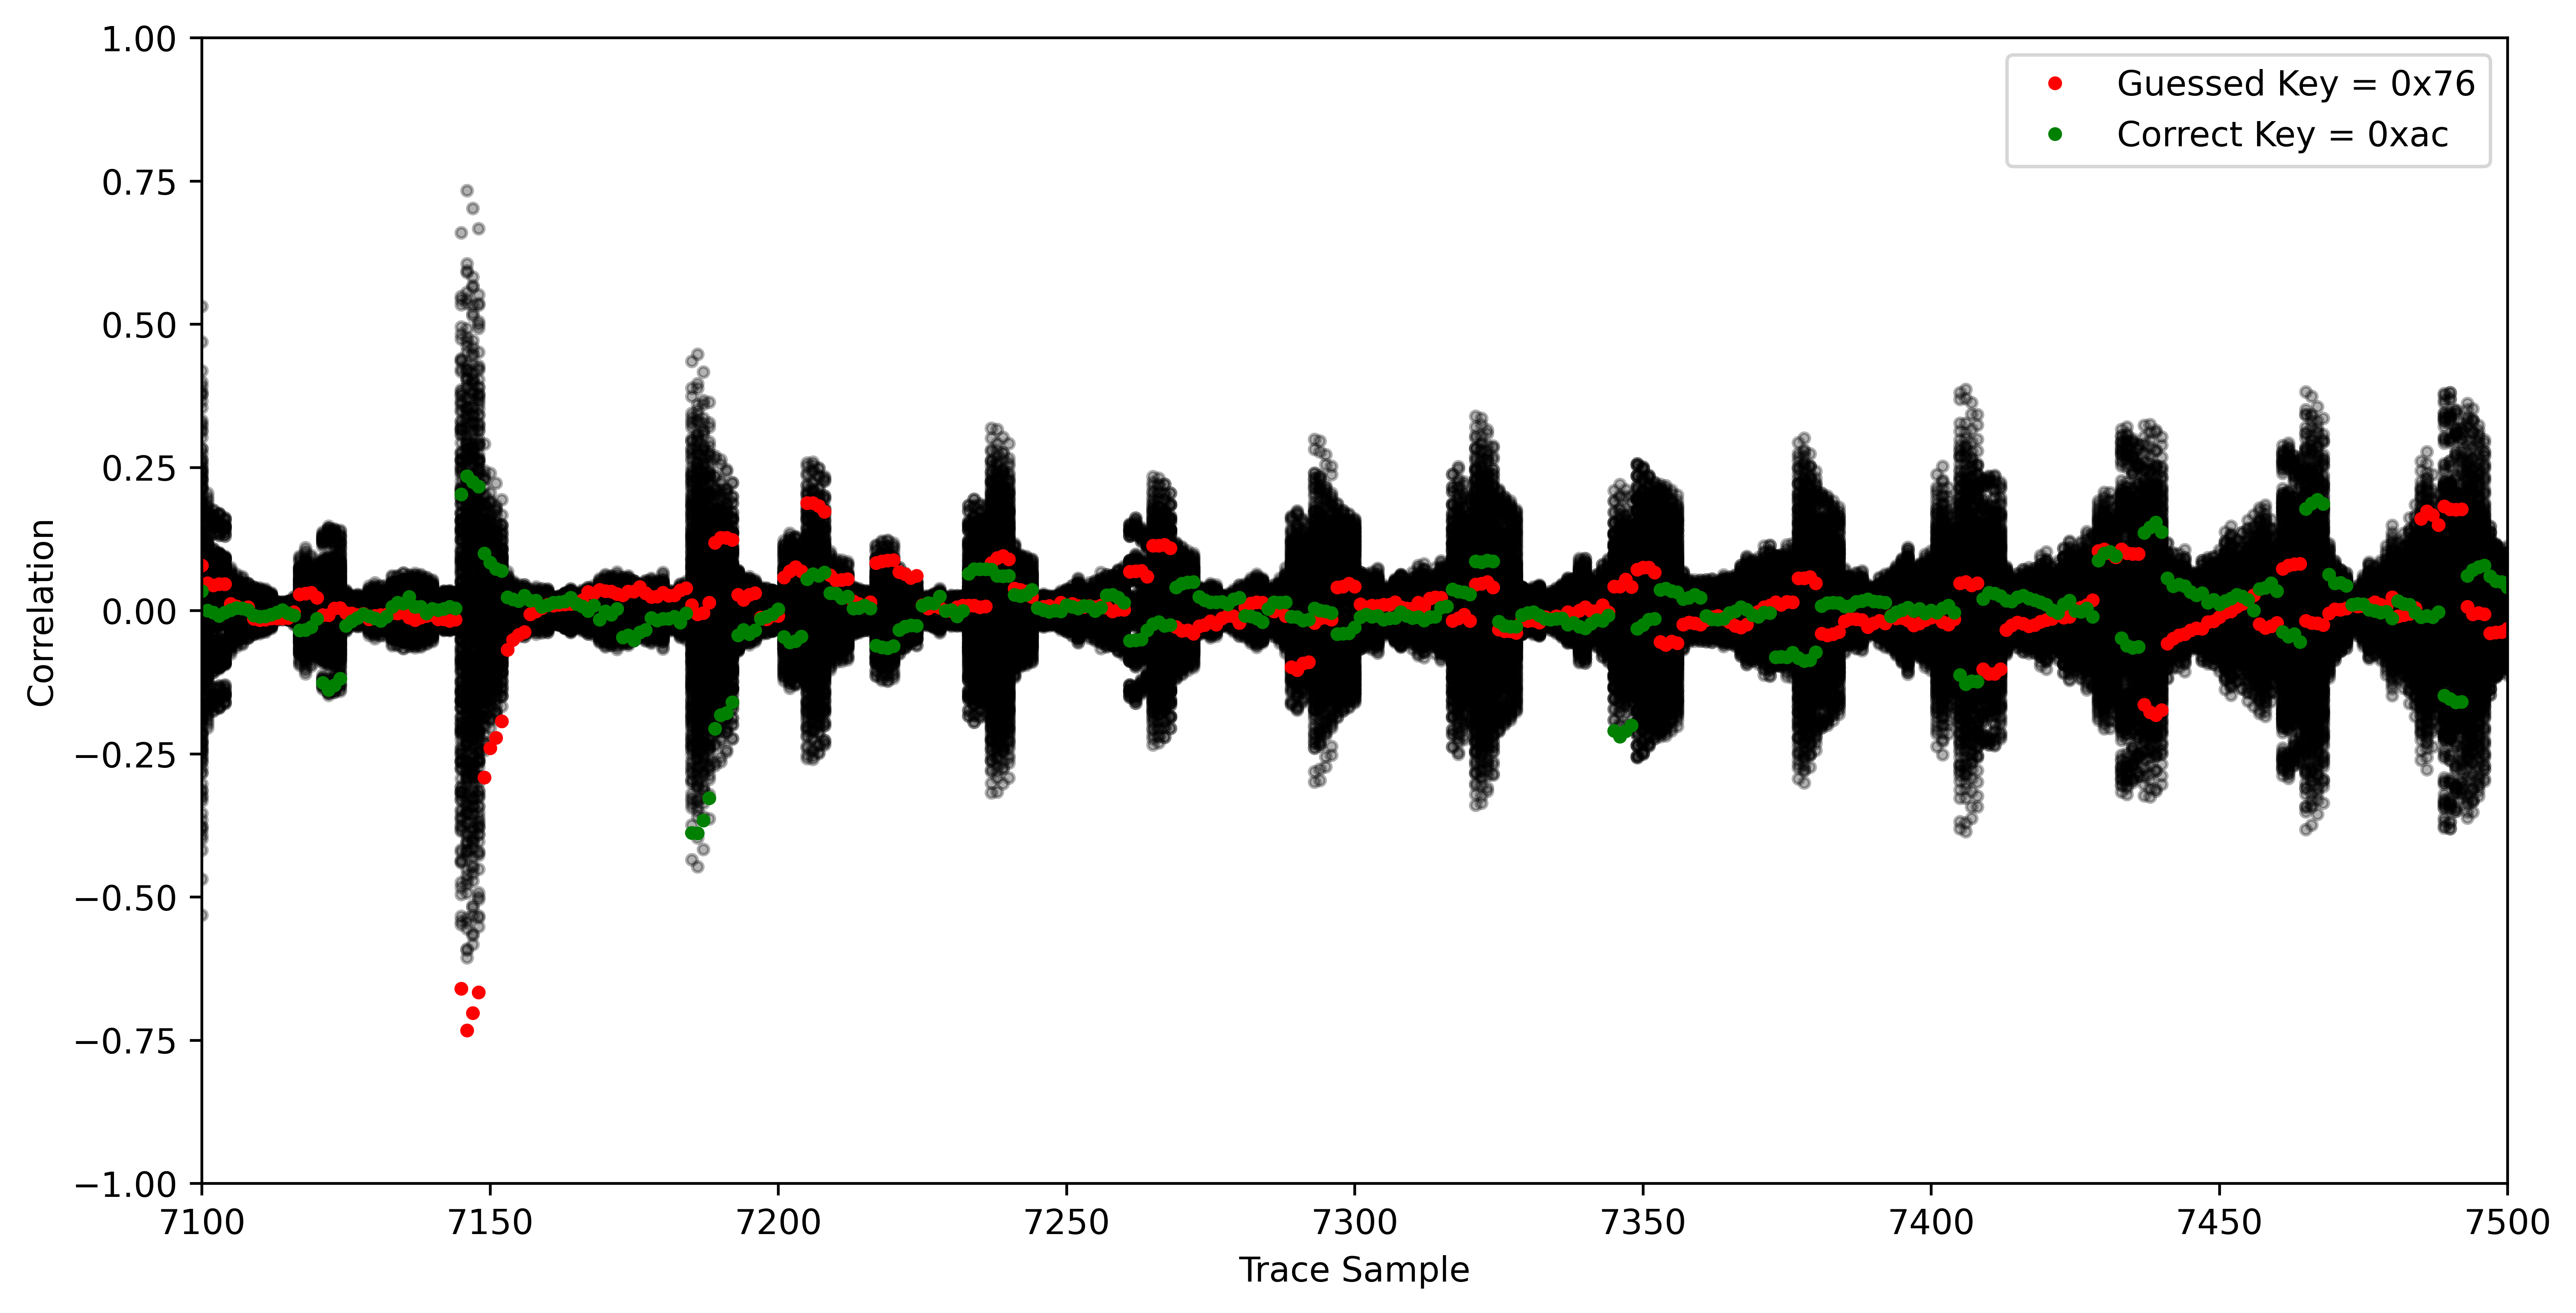 1.00
0.75
0.50
0.25
0.00
−0.25
−0.50
−0.75
−1.00
Correlation
Guessed Key = 0x76
Correct Key = 0xac
7100 7150 7200 7250 7300 7350 7400 7450 7500
Trace Sample